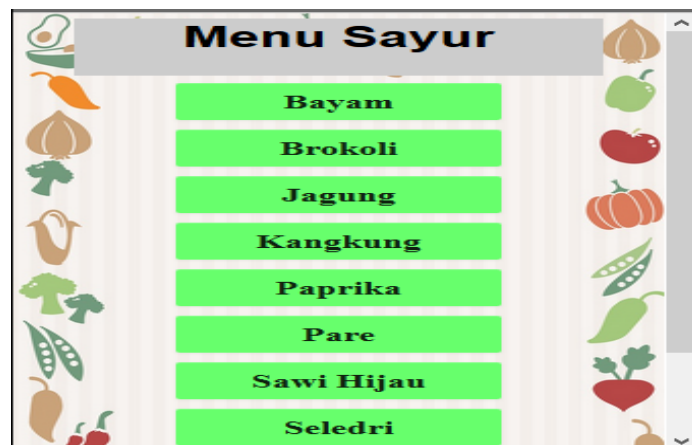 Menu Sayur
Bayam
Brokoli
Jagung
Kangkung
Paprika
Pare
Sawi Hijau
Seledri